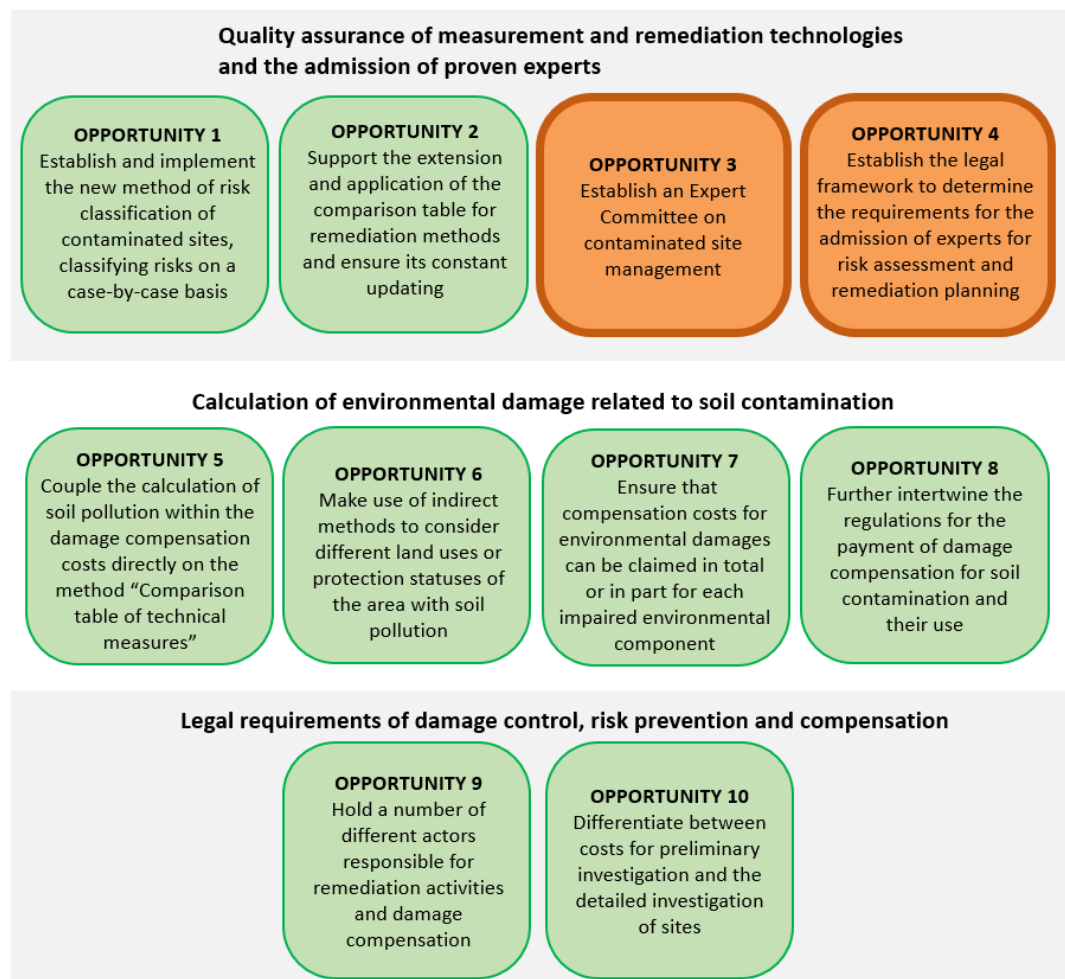 Quality assurance of measurement and remediation technologies
and the admission of proven experts
OPPORTUNITY 1
Establish and implement
the new method of risk
classification of
contaminated sites,
classifying risks on a
case-by-case basis
OPPORTUNITY 2
Support the extension
and application of the
comparison table for
remediation methods
and ensure its constant
updating
OPPORTUNITY 3
Establish an Expert
Committee on
contaminated site
management
OPPORTUNITY 4
Establish the legal
framework to determine
the requirements for the
admission of experts for
risk assessment and
remediation planning
Calculation of environmental damage related to soil contamination
OPPORTUNITY 5
Couple the calculation of
soil pollution within the
damage compensation
costs directly on the
method “Comparison
table of technical
measures”
OPPORTUNITY 6
Make use of indirect
methods to consider
different land uses or
protection statuses of
the area with soil
pollution
OPPORTUNITY 7
Ensure that
compensation costs for
environmental damages
can be claimed in total
or in part for each
impaired environmental
component
OPPORTUNITY 8
Further intertwine the
regulations for the
payment of damage
compensation for soil
contamination and
their use
Legal requirements of damage control, risk prevention and compensation
OPPORTUNITY 9
Hold a number of
different actors
responsible for
remediation activities
and damage
compensation
OPPORTUNITY 10
Differentiate between
costs for preliminary
investigation and the
detailed investigation
of sites